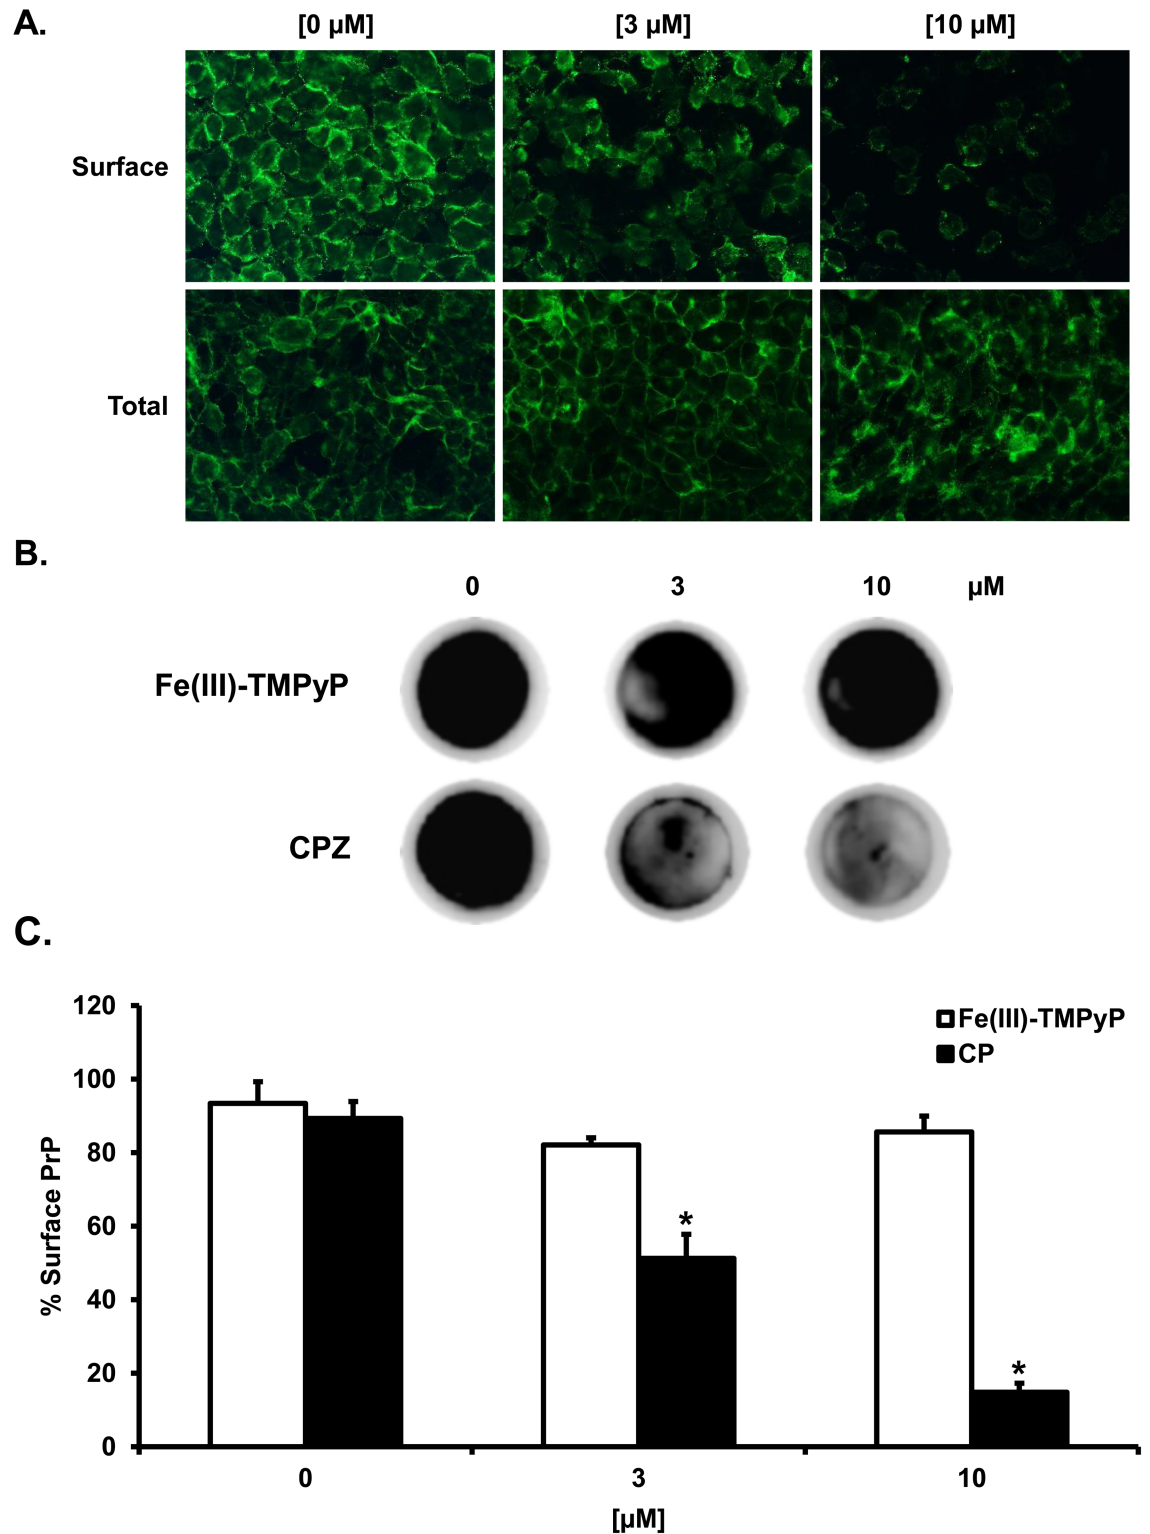 A.
[0 µM] [3 µM] [10 µM]
Surface
Total
B.
0 3 10 µM
Fe(III)-TMPyP
CPZ
C.
120
100
80
60
40
20
0
% Surface PrP
Fe(III)-TMPyP
CP
*
*
0 3 10
[µM]